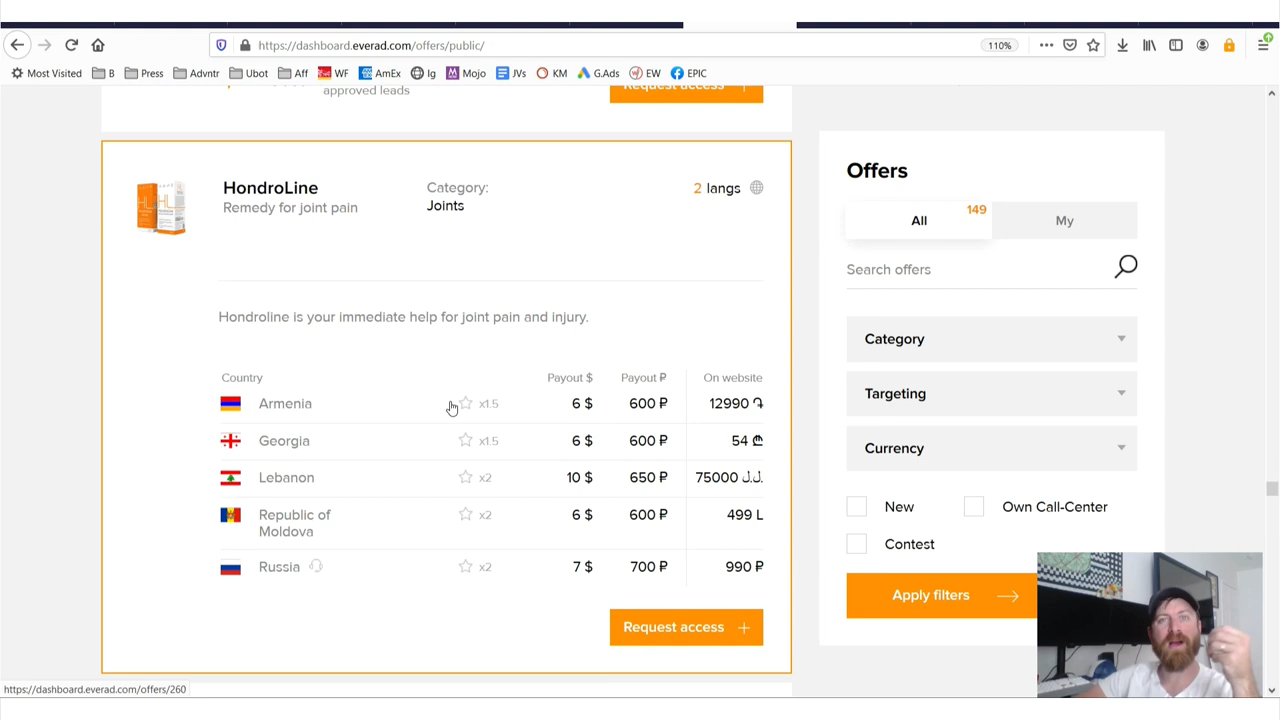 https://dashboard.everad.com/offers/public/
110%
Most Visited B Press Advntr Ubot Aff WF AmEx Ig Mojo JVs KM G.Ads EW EPIC
approved leads
Request access +
HondroLine
Remedy for joint pain
Category:
Joints
2 langs
Hondroline is your immediate help for joint pain and injury.
Country Payout $ Payout ₽ On website
Armenia x1.5 6 $ 600 ₽ 12990 ֏
Georgia x1.5 6 $ 600 ₽ 54 ₾
Lebanon x2 10 $ 650 ₽ 75000 ل.ل.
Republic of Moldova x2 6 $ 600 ₽ 499 L
Russia x2 7 $ 700 ₽ 990 ₽
Request access +
Offers
All 149 My
Search offers
Category
Targeting
Currency
New Own Call-Center
Contest
Apply filters
https://dashboard.everad.com/offers/260